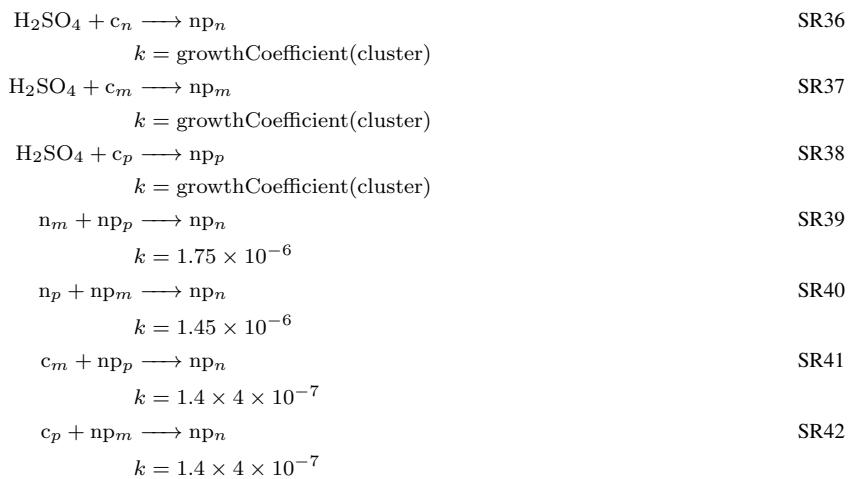 H₂SO₄ + cₙ ⟶ npₙ SR36
k = growthCoefficient(cluster)
H₂SO₄ + cₘ ⟶ npₘ SR37
k = growthCoefficient(cluster)
H₂SO₄ + cₚ ⟶ npₚ SR38
k = growthCoefficient(cluster)
nₘ + npₚ ⟶ npₙ SR39
k = 1.75 × 10⁻⁶
nₚ + npₘ ⟶ npₙ SR40
k = 1.45 × 10⁻⁶
cₘ + npₚ ⟶ npₙ SR41
k = 1.4 × 4 × 10⁻⁷
cₚ + npₘ ⟶ npₙ SR42
k = 1.4 × 4 × 10⁻⁷